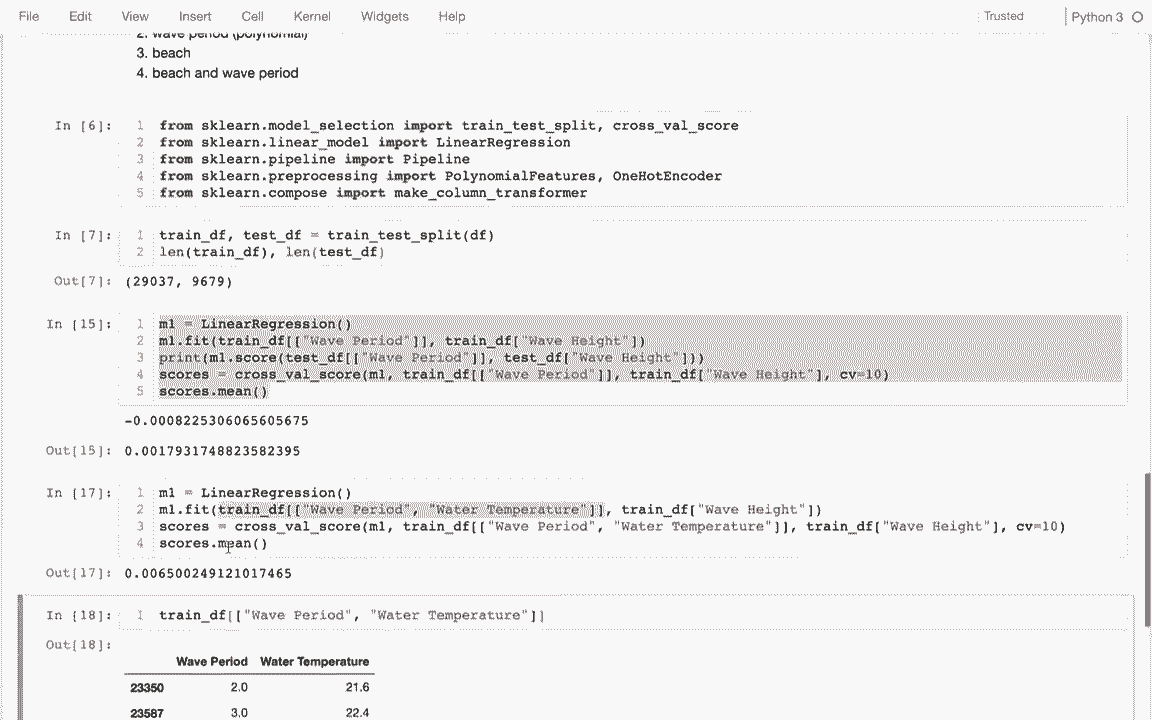 File Edit View Insert Cell Kernel Widgets Help Trusted Python 3
2. wave period (polynomial)
3. beach
4. beach and wave period
In [6]: 1 from sklearn.model_selection import train_test_split, cross_val_score
2 from sklearn.linear_model import LinearRegression
3 from sklearn.pipeline import Pipeline
4 from sklearn.preprocessing import PolynomialFeatures, OneHotEncoder
5 from sklearn.compose import make_column_transformer
In [7]: 1 train_df, test_df = train_test_split(df)
2 len(train_df), len(test_df)
Out[7]: (29037, 9679)
In [15]: 1 m1 = LinearRegression()
2 m1.fit(train_df[["Wave Period"]], train_df["Wave Height"])
3 print(m1.score(test_df[["Wave Period"]], test_df["Wave Height"]))
4 scores = cross_val_score(m1, train_df[["Wave Period"]], train_df["Wave Height"], cv=10)
5 scores.mean()
-0.0008225306065605675
Out[15]: 0.0017931748823582395
In [17]: 1 m1 = LinearRegression()
2 m1.fit(train_df[["Wave Period", "Water Temperature"]], train_df["Wave Height"])
3 scores = cross_val_score(m1, train_df[["Wave Period", "Water Temperature"]], train_df["Wave Height"], cv=10)
4 scores.mean()
Out[17]: 0.006500249121017465
In [18]: 1 train_df[["Wave Period", "Water Temperature"]]
Out[18]:
Wave Period Water Temperature
23350 2.0 21.6
23587 3.0 22.4